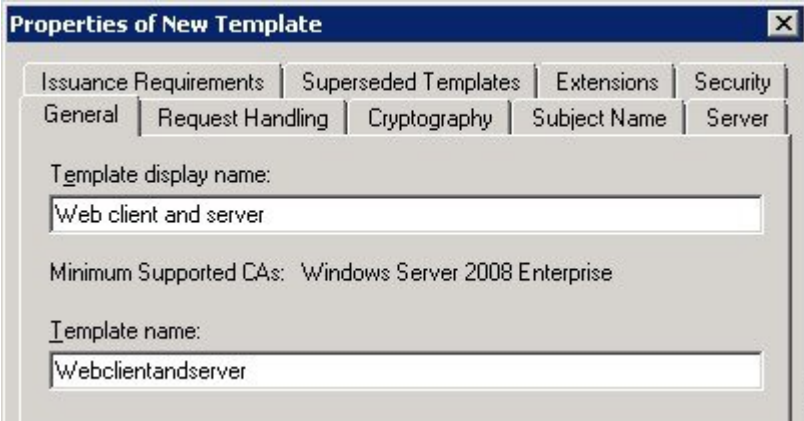 Properties of New Template
Issuance Requirements Superseded Templates Extensions Security
General Request Handling Cryptography Subject Name Server
Template display name:
Web client and server
Minimum Supported CAs: Windows Server 2008 Enterprise
Template name:
Webclientandserver